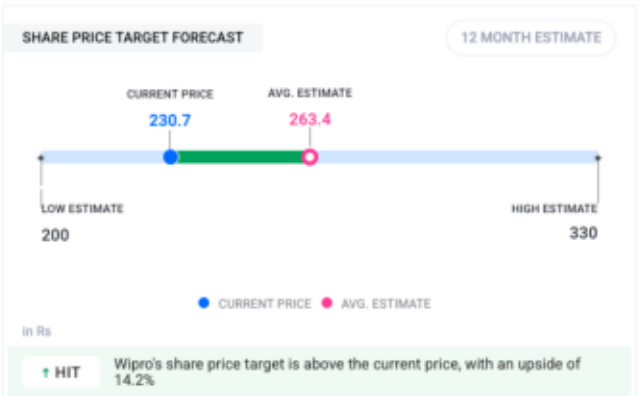 SHARE PRICE TARGET FORECAST
12 MONTH ESTIMATE
CURRENT PRICE
AVG. ESTIMATE
230.7
263.4
LOW ESTIMATE
HIGH ESTIMATE
200
330
CURRENT PRICE
AVG. ESTIMATE
in Rs
HIT
Wipro's share price target is above the current price, with an upside of
14.2%